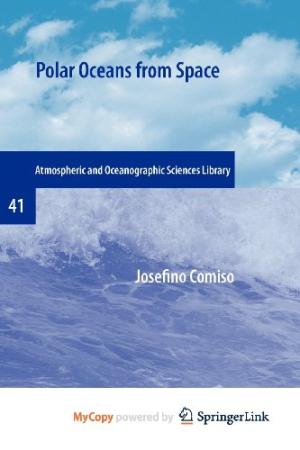 Polar Oceans from Space
Atmospheric and Oceanographic Sciences Library
41
Josefino Comiso
MyCopy powered by SpringerLink